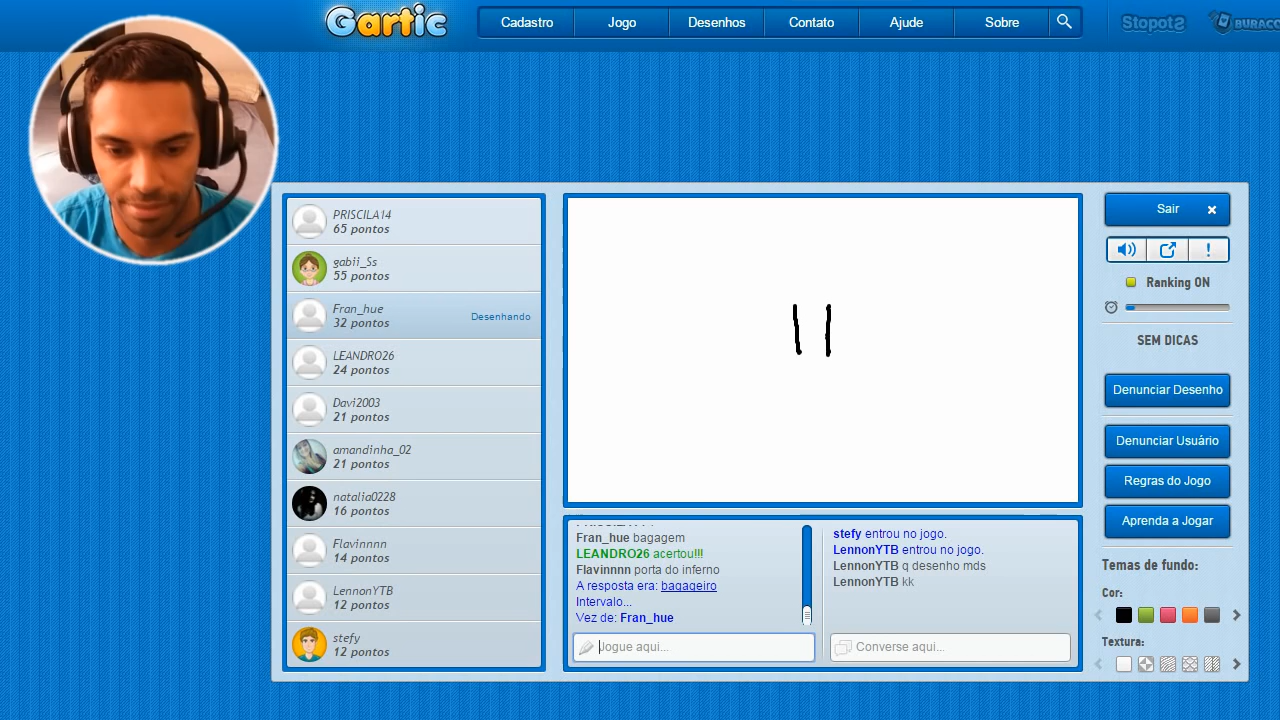 Gartic
Cadastro
Jogo
Desenhos
Contato
Ajude
Sobre
StopotS
BURACO
PRISCILA14
65 pontos
gabii_Ss
55 pontos
Fran_hue
32 pontos
Desenhando
LEANDRO26
24 pontos
Davi2003
21 pontos
amandinha_02
21 pontos
natalia0228
16 pontos
Flavinnnn
14 pontos
LennonYTB
12 pontos
stefy
12 pontos
Fran_hue bagagem
LEANDRO26 acertou!!!
Flavinnnn porta do inferno
A resposta era: bagageiro
Intervalo...
Vez de: Fran_hue
Jogue aqui...
stefy entrou no jogo.
LennonYTB entrou no jogo.
LennonYTB q desenho mds
LennonYTB kk
Converse aqui...
Sair
Ranking ON
SEM DICAS
Denunciar Desenho
Denunciar Usuário
Regras do Jogo
Aprenda a Jogar
Temas de fundo:
Cor:
Textura: